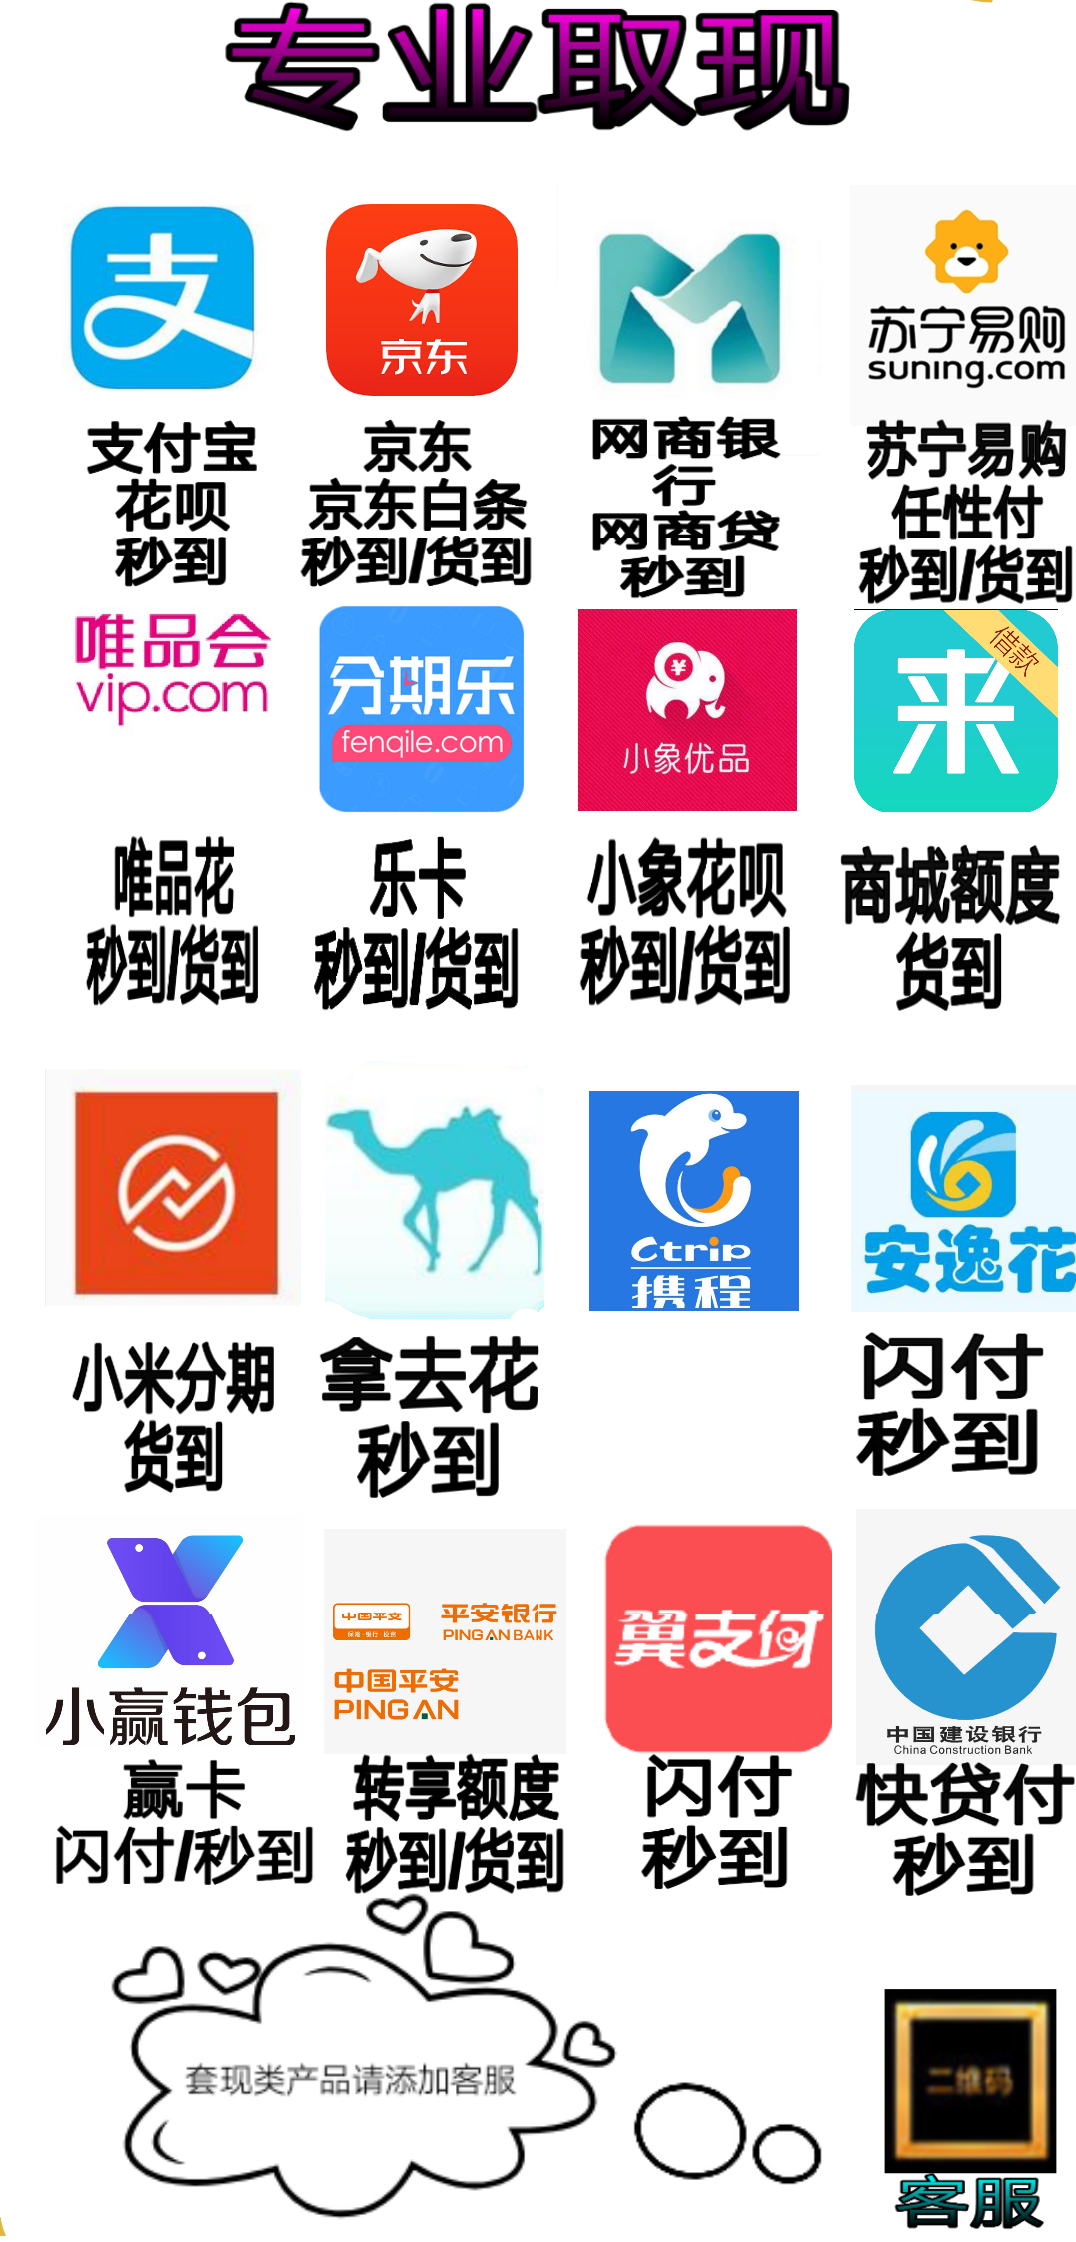 专业取现
支
京东
苏宁易购
suning.com
支付宝
花呗
秒到
京东
京东白条
秒到/货到
网商银
行
网商贷
秒到
苏宁易购
任性付
秒到/货到
唯品会
vip.com
分期乐
fenqile.com
¥
小象优品
来
借款
唯品花
秒到/货到
乐卡
秒到/货到
小象花呗
秒到/货到
商城额度
货到
Ctrip
携程
安逸花
小米分期
货到
拿去花
秒到
闪付
秒到
小赢钱包
中国平安
保险·银行·投资
平安银行
PING AN BANK
中国平安
PING AN
翼支付
中国建设银行
China Construction Bank
赢卡
闪付/秒到
转享额度
秒到/货到
闪付
秒到
快贷付
秒到
套现类产品请添加客服
二维码
客服